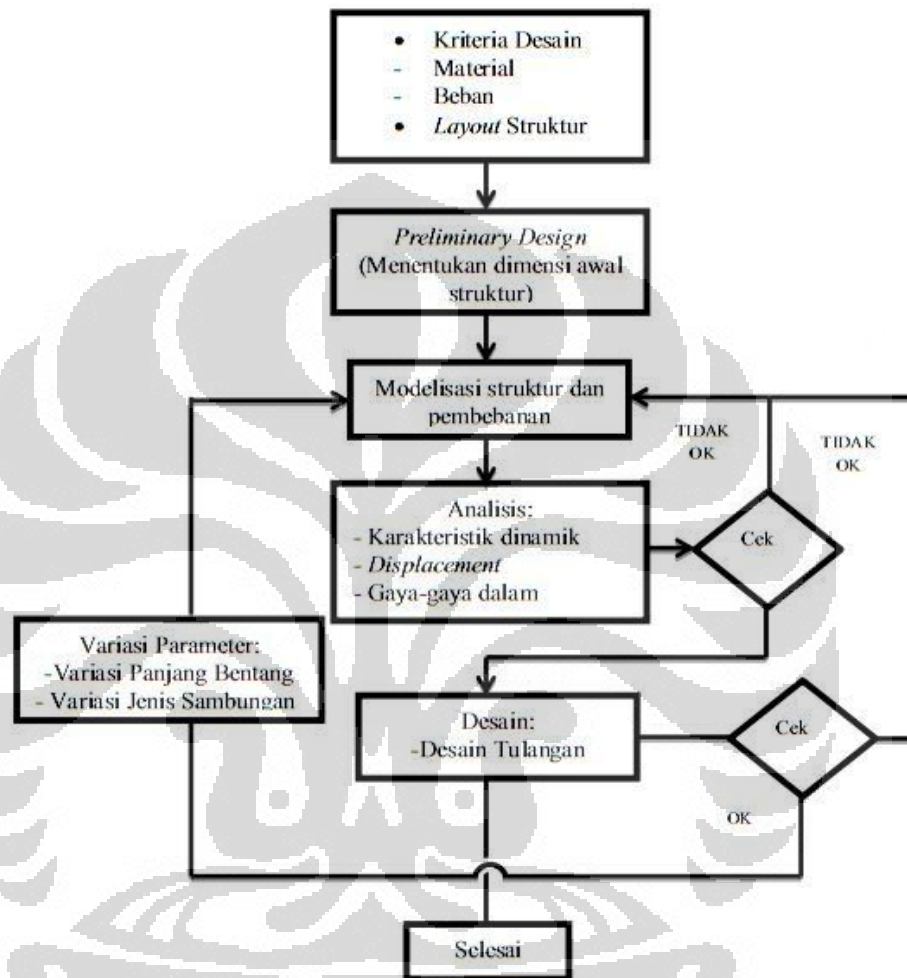 • Kriteria Desain
- Material
- Beban
• Layout Struktur
Preliminary Design
(Menentukan dimensi awal
struktur)
Modelisasi struktur dan
pembebanan
TIDAK
OK
TIDAK
OK
Analisis:
- Karakteristik dinamik
- Displacement
- Gaya-gaya dalam
Cek
Variasi Parameter:
-Variasi Panjang Bentang
- Variasi Jenis Sambungan
Desain:
-Desain Tulangan
Cek
OK
Selesai